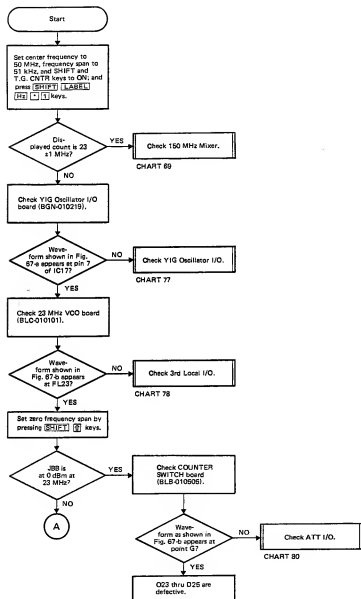 Start
Set center frequency to
50 MHz, frequency span to
51 kHz, and SHIFT and
T.G. CNTR keys to ON; and
press SHIFT LABEL
Hz * 1 keys.
Dis-
played count is 23
±1 MHz?
YES
Check 150 MHz Mixer.
CHART 69
NO
Check YIG Oscillator I/O
board (BGN-010219).
Wave-
form shown in Fig.
67-a appears at pin 7
of IC17?
NO
Check YIG Oscillator I/O.
CHART 77
YES
Check 23 MHz VCO board
(BLC-010101).
Wave-
form shown in
Fig. 67-b appears
at FL23?
NO
Check 3rd Local I/O.
CHART 78
YES
Set zero frequency span by
pressing SHIFT keys.
JBB is
at 0 dBm at
23 MHz?
YES
Check COUNTER
SWITCH board
(BLB-010606).
NO
A
Wave-
form as shown in
Fig. 67-b appears at
point G?
NO
Check ATT I/O.
CHART 80
YES
Q23 thru Q25 are
defective.